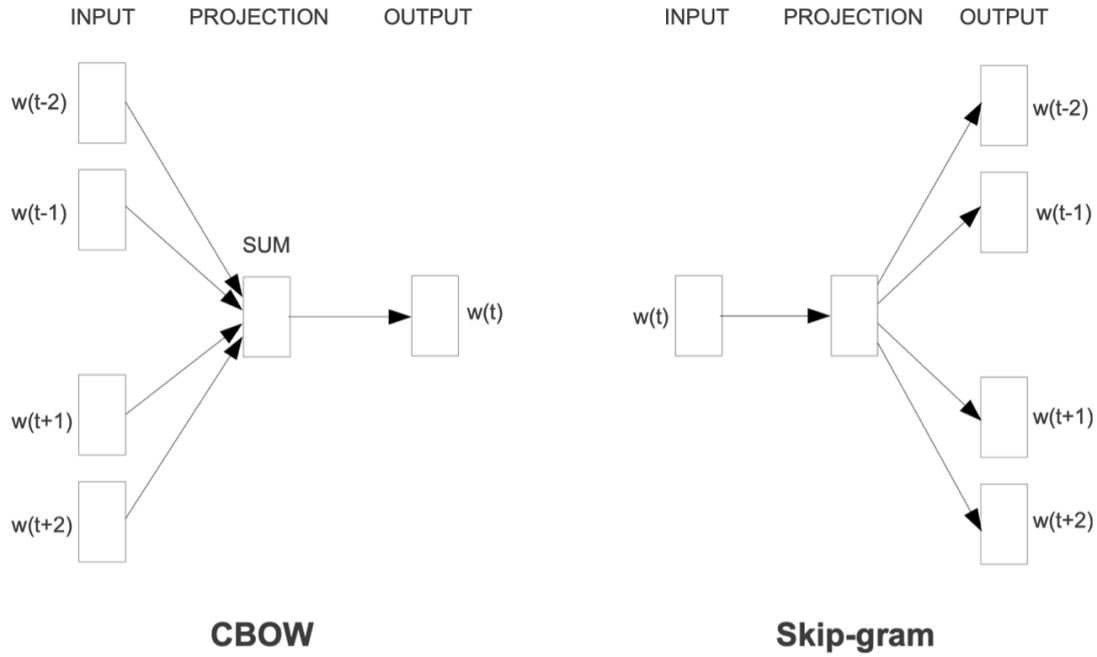 INPUT PROJECTION OUTPUT
w(t-2)
w(t-1)
SUM
w(t)
w(t+1)
w(t+2)
CBOW
INPUT PROJECTION OUTPUT
w(t-2)
w(t-1)
w(t)
w(t+1)
w(t+2)
Skip-gram